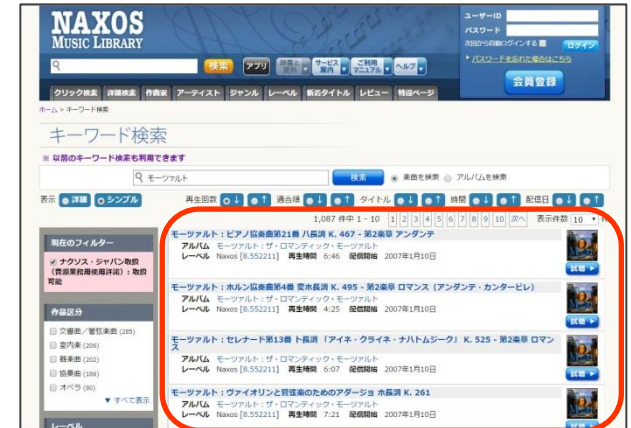 NAXOS
MUSIC LIBRARY
ユーザーID
パスワード
次回から自動ログインする
ログイン
パスワードを忘れた場合はこちら
会員登録
検索 アプリ 辞書と資料 サービス案内 ご利用マニュアル ヘルプ
クリック検索 詳細検索 作曲家 アーティスト ジャンル レーベル 新着タイトル レビュー 特設ページ
ホーム > キーワード検索
キーワード検索
※ 以前のキーワード検索も利用できます
モーツァルト 検索 楽曲を検索 アルバムを検索
表示 詳細 シンプル 再生回数 ↓ ↑ 適合順 ↓ ↑ タイトル ↓ ↑ 時間 ↓ ↑ 配信日 ↓ ↑
1,087 件中 1 - 10 1 2 3 4 5 6 7 8 9 10 次へ 表示件数 10 件
現在のフィルター
ナクソス・ジャパン取扱
(音源業務用使用許諾):取扱
可能
作品区分
交響曲/管弦楽曲 (285)
室内楽 (206)
器楽曲 (202)
協奏曲 (186)
オペラ (80)
▼ すべて表示
レーベル
モーツァルト:ピアノ協奏曲第21番 ハ長調 K. 467 - 第2楽章 アンダンテ
アルバム モーツァルト:ザ・ロマンティック・モーツァルト
レーベル Naxos [8.552211] 再生時間 6:46 配信開始 2007年1月10日
試聴
モーツァルト:ホルン協奏曲第4番 変ホ長調 K. 495 - 第2楽章 ロマンス (アンダンテ・カンタービレ)
アルバム モーツァルト:ザ・ロマンティック・モーツァルト
レーベル Naxos [8.552211] 再生時間 4:25 配信開始 2007年1月10日
試聴
モーツァルト:セレナード第13番 ト長調 「アイネ・クライネ・ナハトムジーク」 K. 525 - 第2楽章 ロマン
ス
アルバム モーツァルト:ザ・ロマンティック・モーツァルト
レーベル Naxos [8.552211] 再生時間 6:07 配信開始 2007年1月10日
試聴
モーツァルト:ヴァイオリンと管弦楽のためのアダージョ ホ長調 K. 261
アルバム モーツァルト:ザ・ロマンティック・モーツァルト
レーベル Naxos [8.552211] 再生時間 7:21 配信開始 2007年1月10日
試聴